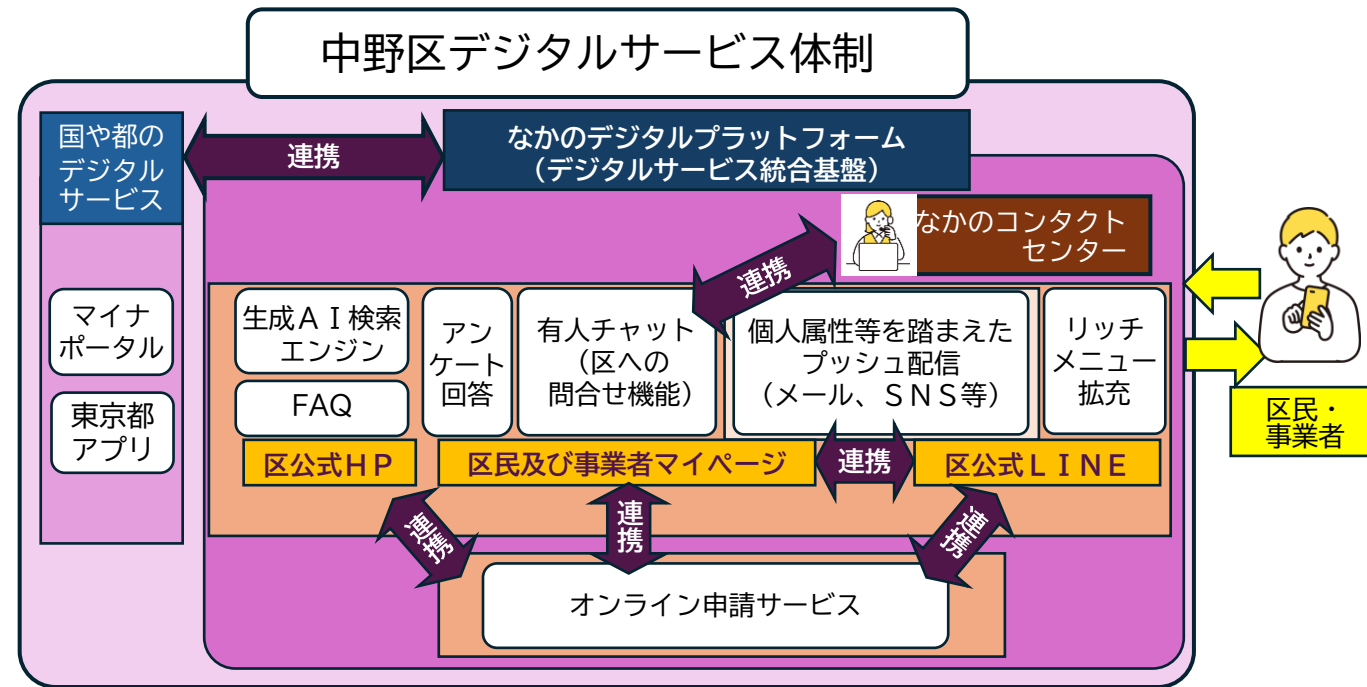 中野区デジタルサービス体制
国や都の
デジタル
サービス
連携
なかのデジタルプラットフォーム
（デジタルサービス統合基盤）
なかのコンタクト
センター
連携
マイナ
ポータル
東京都
アプリ
生成ＡＩ検索
エンジン
FAQ
アン
ケート
回答
有人チャット
（区への
問合せ機能）
個人属性等を踏まえた
プッシュ配信
（メール、ＳＮＳ等）
リッチ
メニュー
拡充
区公式ＨＰ
区民及び事業者マイページ
連携
区公式ＬＩＮＥ
連携
連携
連携
オンライン申請サービス
区民・
事業者